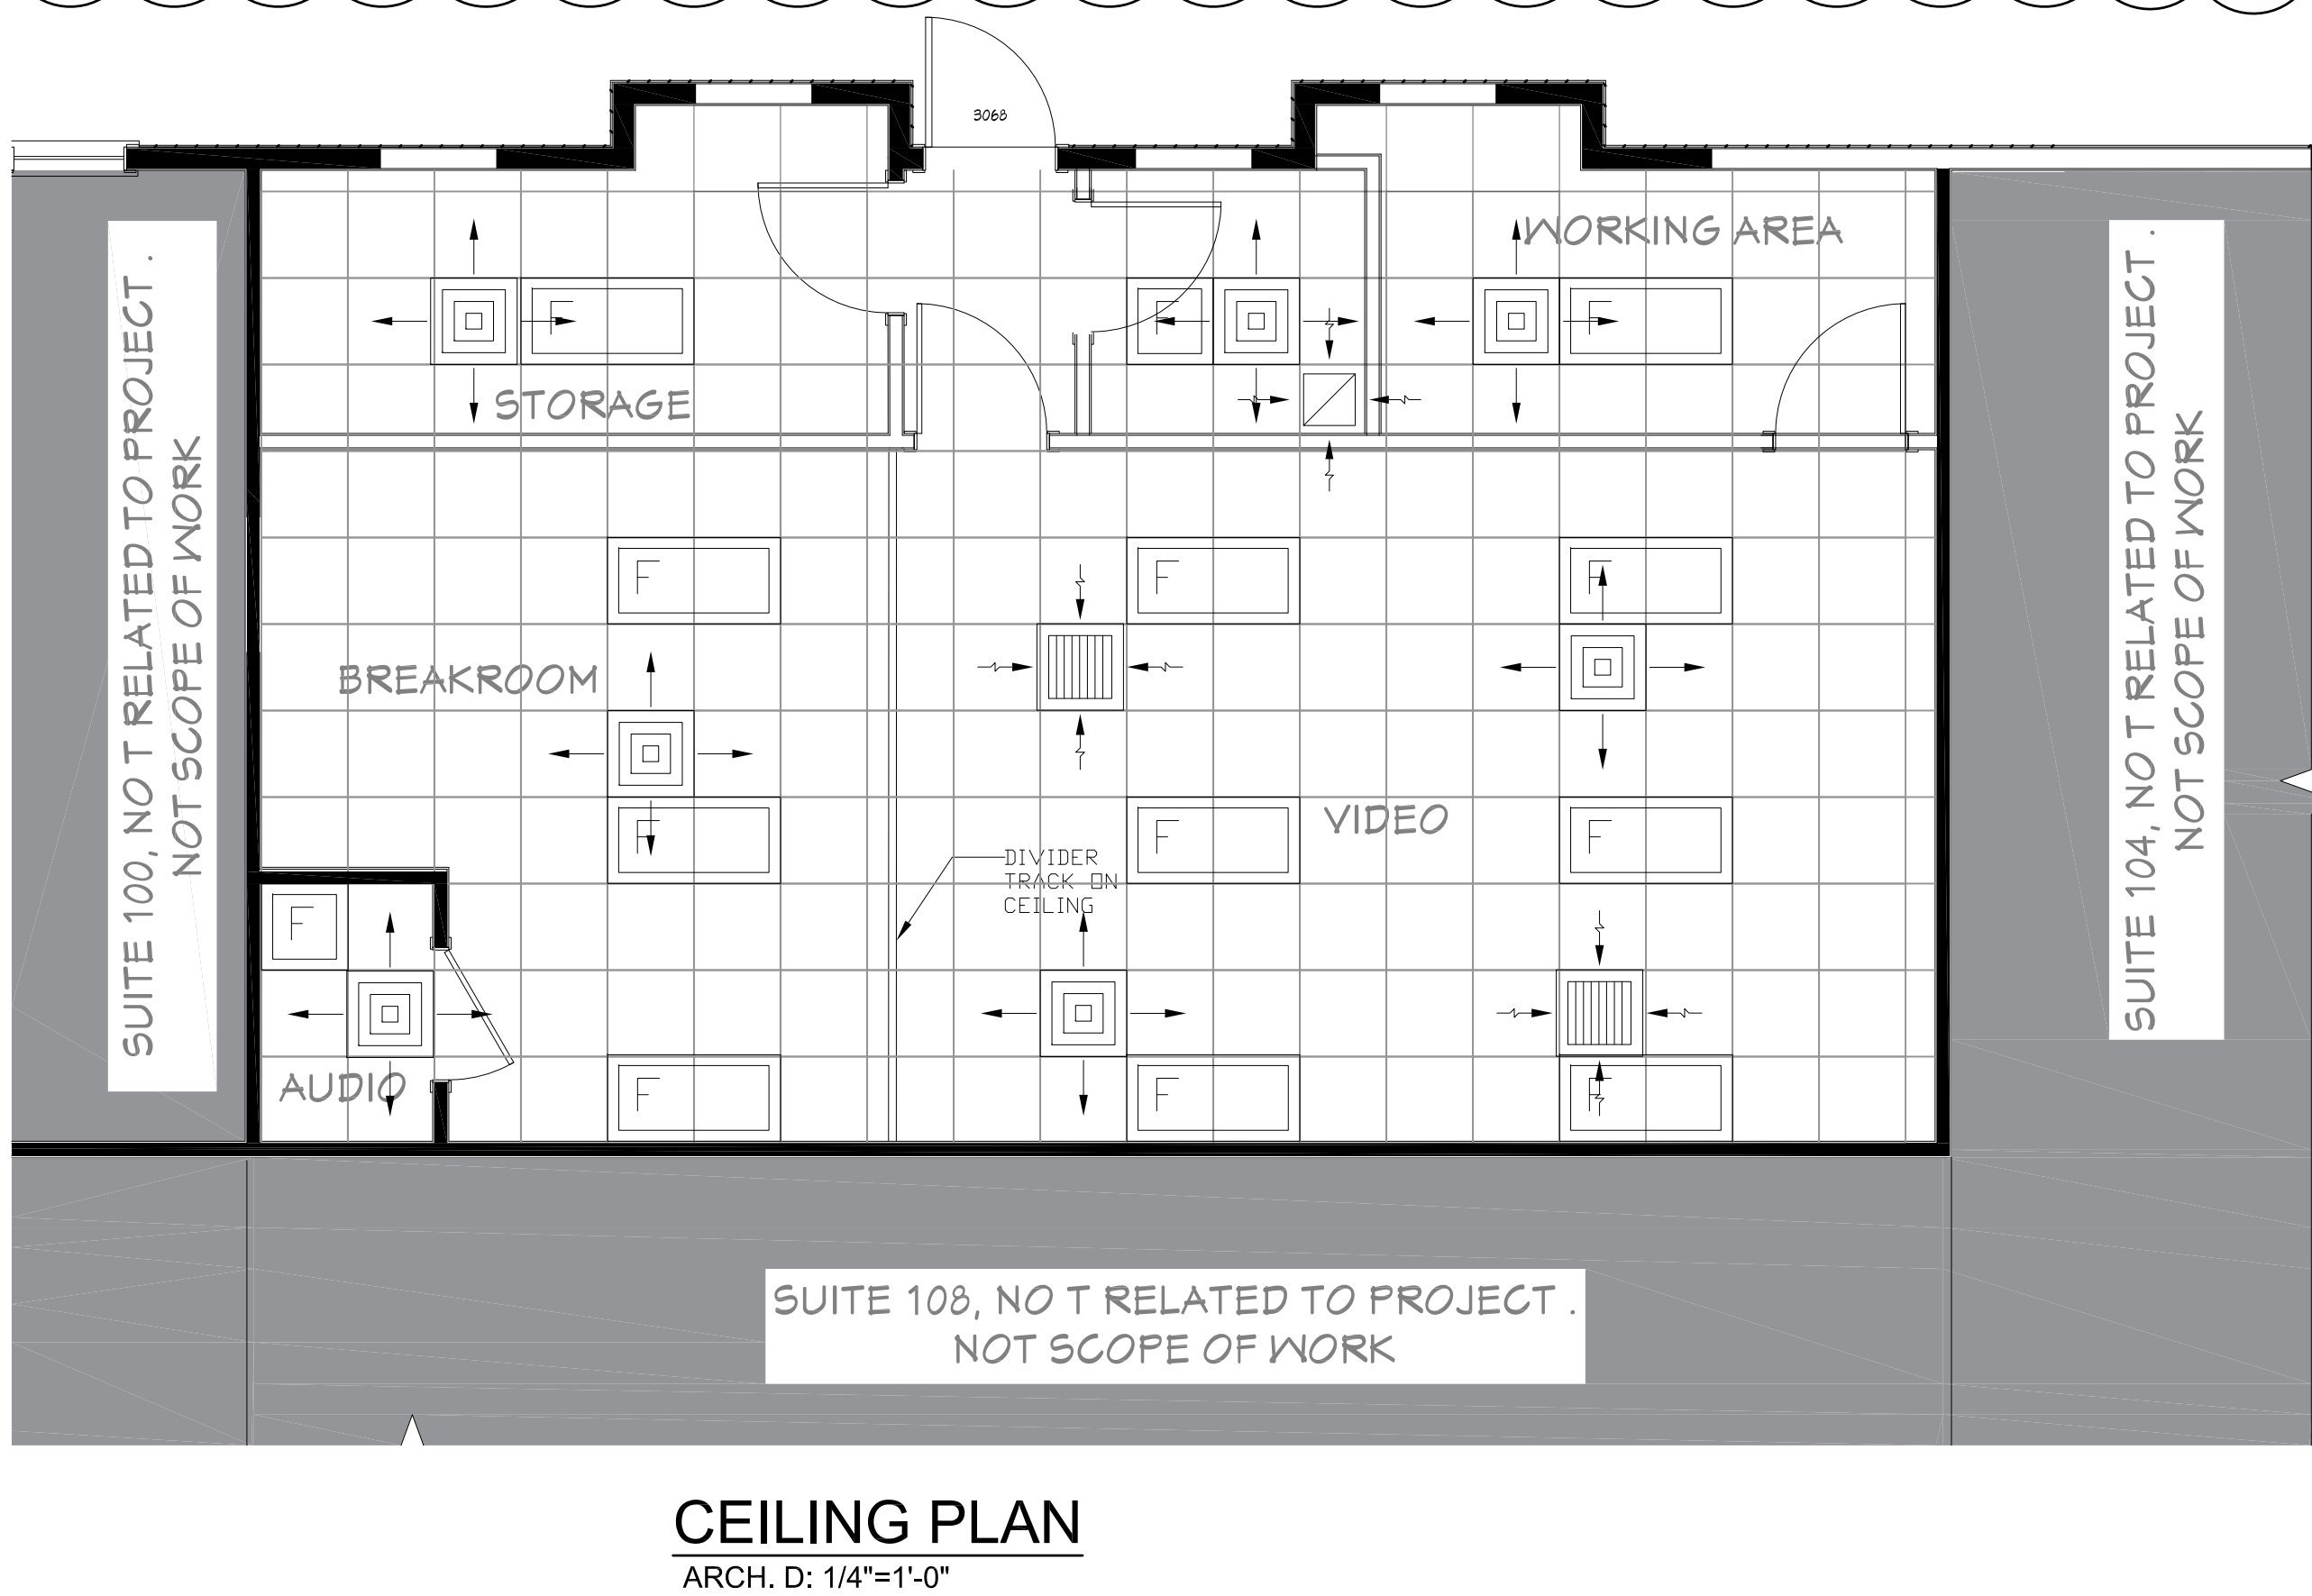 3068
WORKING AREA
F
F
F
STORAGE
SUITE 100, NO T RELATED TO PROJECT .
NOT SCOPE OF WORK
SUITE 104, NO T RELATED TO PROJECT .
NOT SCOPE OF WORK
F
F
F
BREAKROOM
F
F
F
VIDEO
DIVIDER
TRACK ON
CEILING
F
AUDIO
F
F
F
SUITE 108, NO T RELATED TO PROJECT .
NOT SCOPE OF WORK
CEILING PLAN
ARCH. D: 1/4"=1'-0"